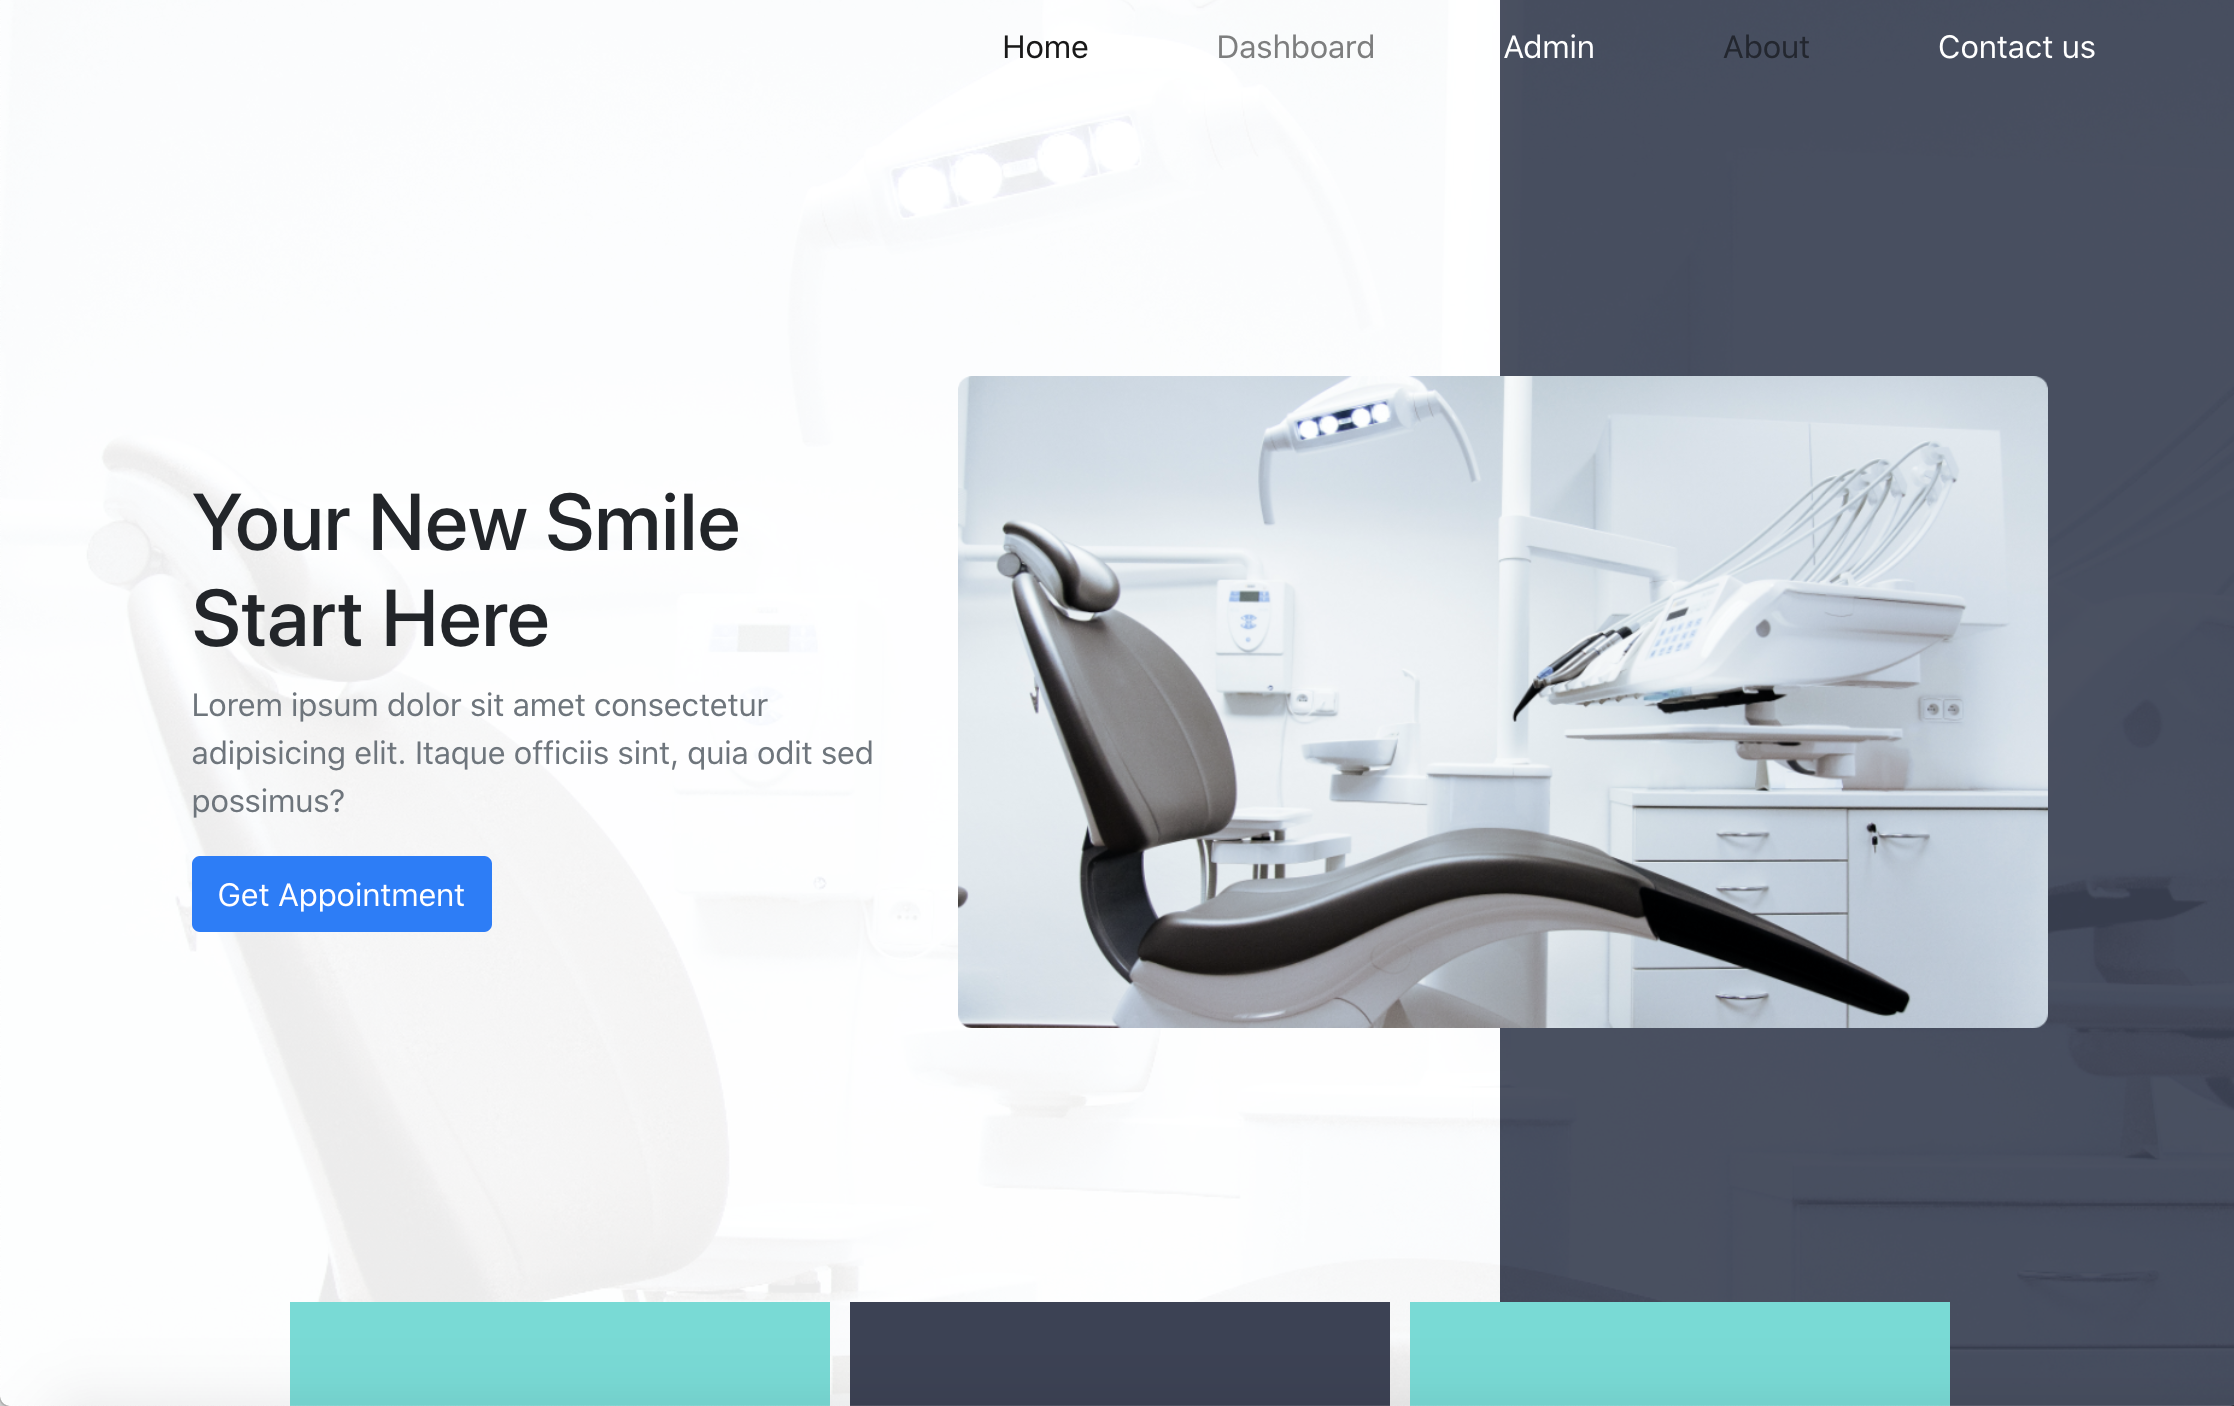 Home Dashboard Admin About Contact us
Your New Smile
Start Here
Lorem ipsum dolor sit amet consectetur
adipisicing elit. Itaque officiis sint, quia odit sed
possimus?
Get Appointment